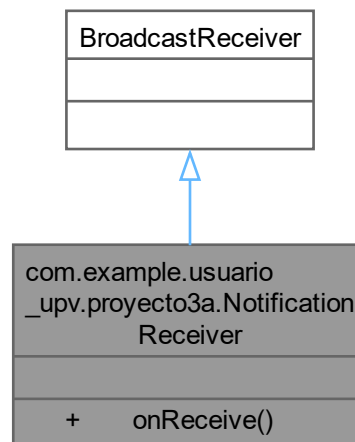 BroadcastReceiver
com.example.usuario
_upv.proyecto3a.Notification
Receiver
+ onReceive()